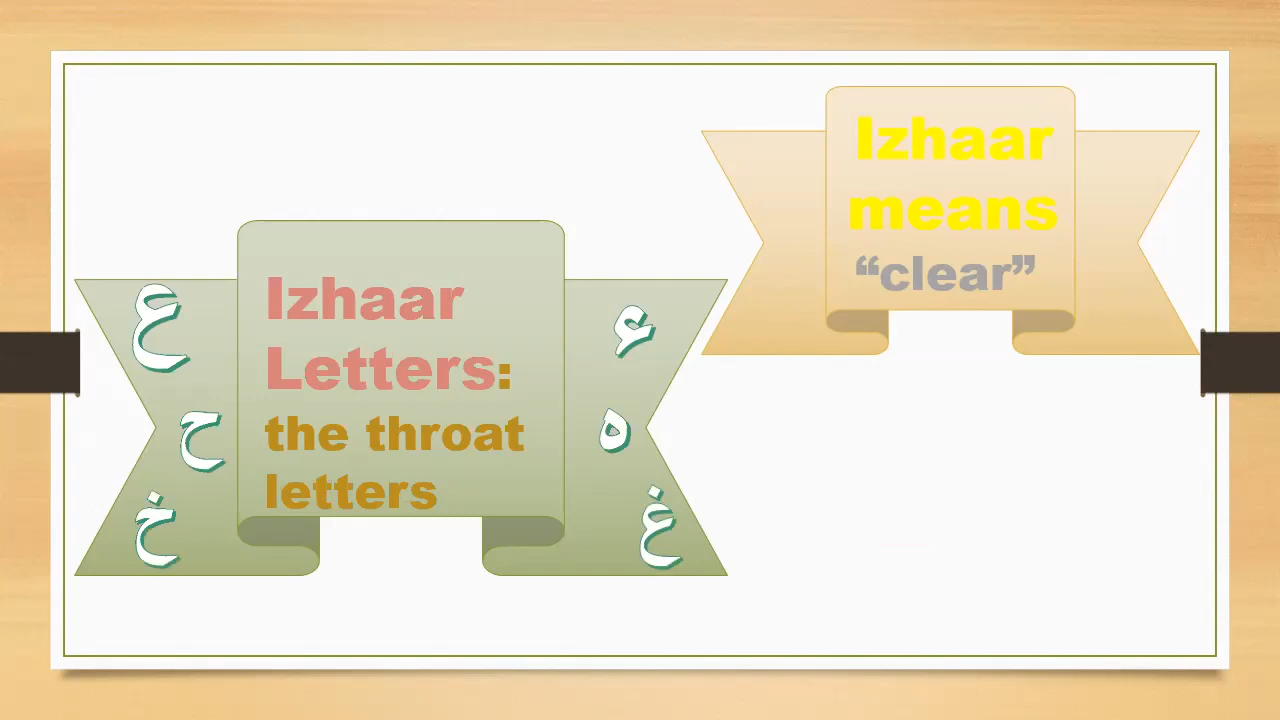 Izhaar
means
“clear”
Izhaar
Letters:
the throat
letters
ء
ه
غ
ع
ح
خ